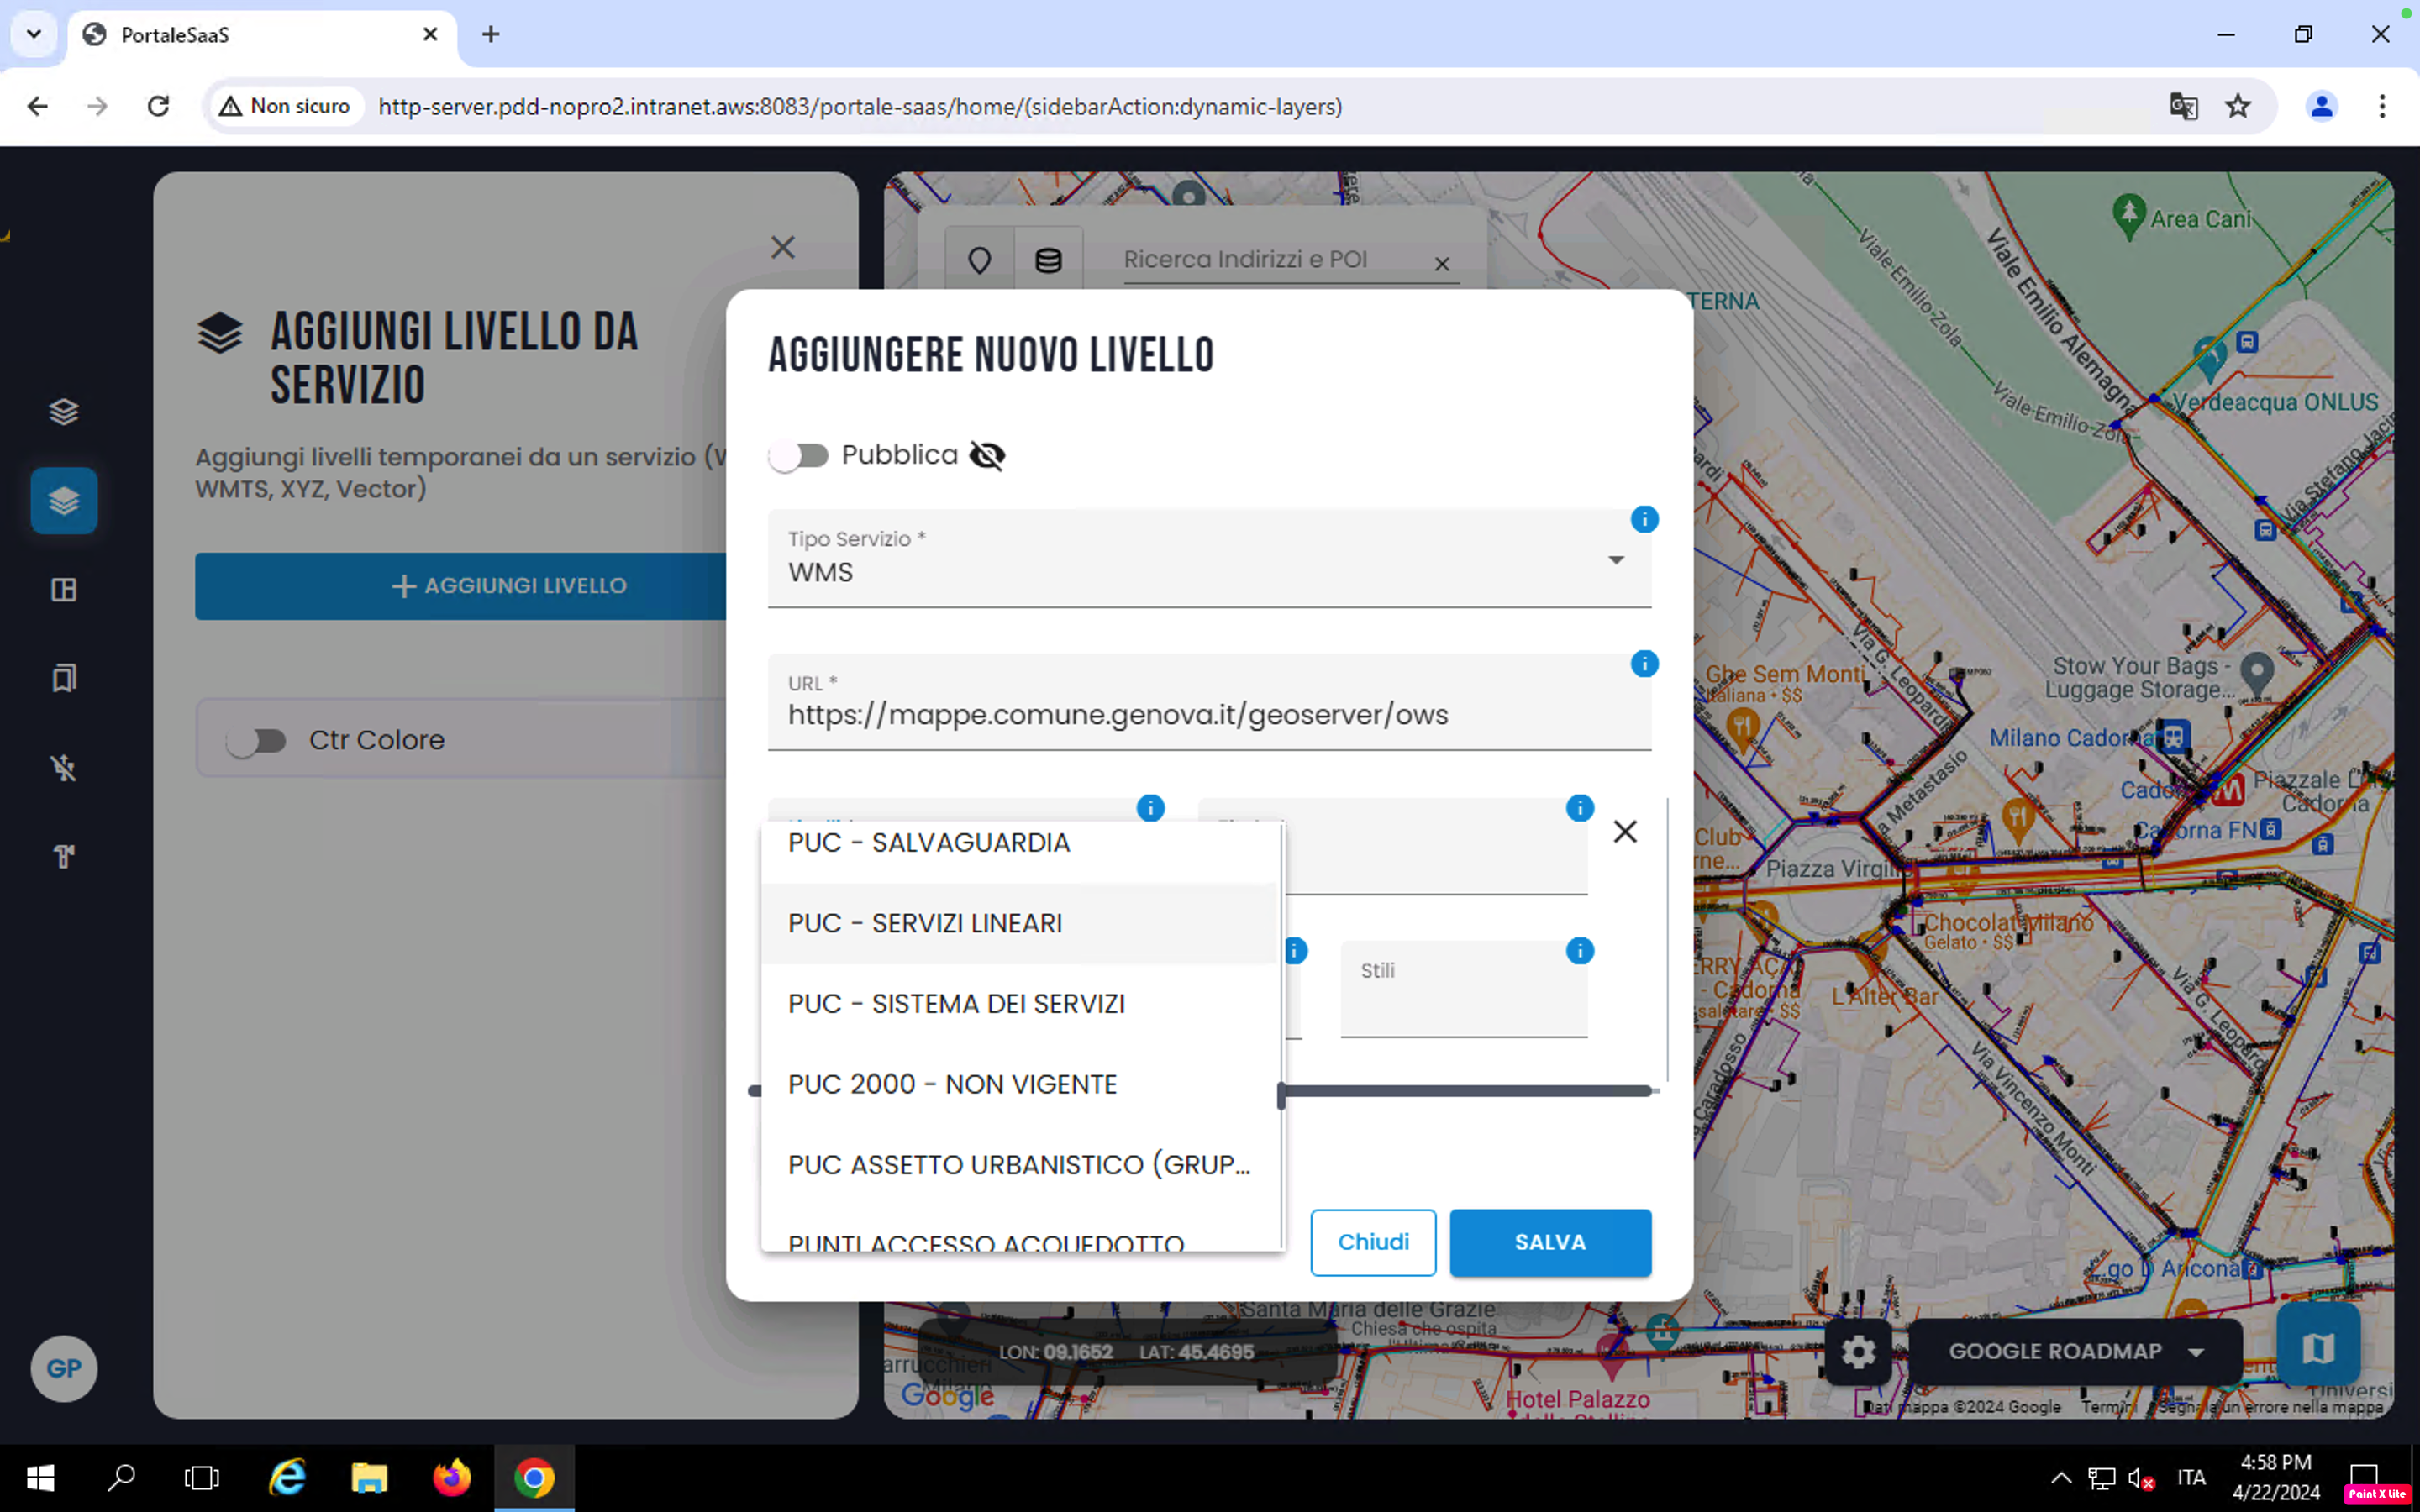 PortaleSaaS
Non sicuro
http-server.pdd-nopro2.intranet.aws:8083/portale-saas/home/(sidebarAction:dynamic-layers)
AGGIUNGI LIVELLO DA
SERVIZIO
Aggiungi livelli temporanei da un servizio
WMTS, XYZ, Vector)
AGGIUNGI LIVELLO
Ctr Colore
GP
Ricerca Indirizzi e POI
AGGIUNGERE NUOVO LIVELLO
Pubblica
Tipo Servizio *
WMS
URL *
https://mappe.comune.genova.it/geoserver/ows
PUC - SALVAGUARDIA
PUC - SERVIZI LINEARI
PUC - SISTEMA DEI SERVIZI
PUC 2000 - NON VIGENTE
PUC ASSETTO URBANISTICO (GRUP...
PUNTI ACCESSO ACQUEDOTTO
Stili
Chiudi
SALVA
Area Cani
Viale Emilio Zola
Viale Emilio Alemagna
Viale Emilio Zola
TERNA
Verdeacqua ONLUS
Via Stefano Jacini
Ghe Sem Monti
Italiana • $$
Via G. Leopardi
Stow Your Bags -
Luggage Storage...
Milano Cadorna
Via Metastasio
Piazzale
Cadorna
Cadorna FN
Club
Piazza Virgilio
Chocolat Milano
Gelato • $$
- Cadorna
L'Alter Bar
Caradosso
Via G. Leopardi
Via Vincenzo Monti
Santa Maria delle Grazie
Chiesa che ospita
LON: 09.1652 LAT: 45.4695
Google
Hotel Palazzo
GOOGLE ROADMAP
Dati mappa ©2024 Google
Termini
Segnala un errore nella mappa
ITA
4:58 PM
4/22/2024
Paint X lite